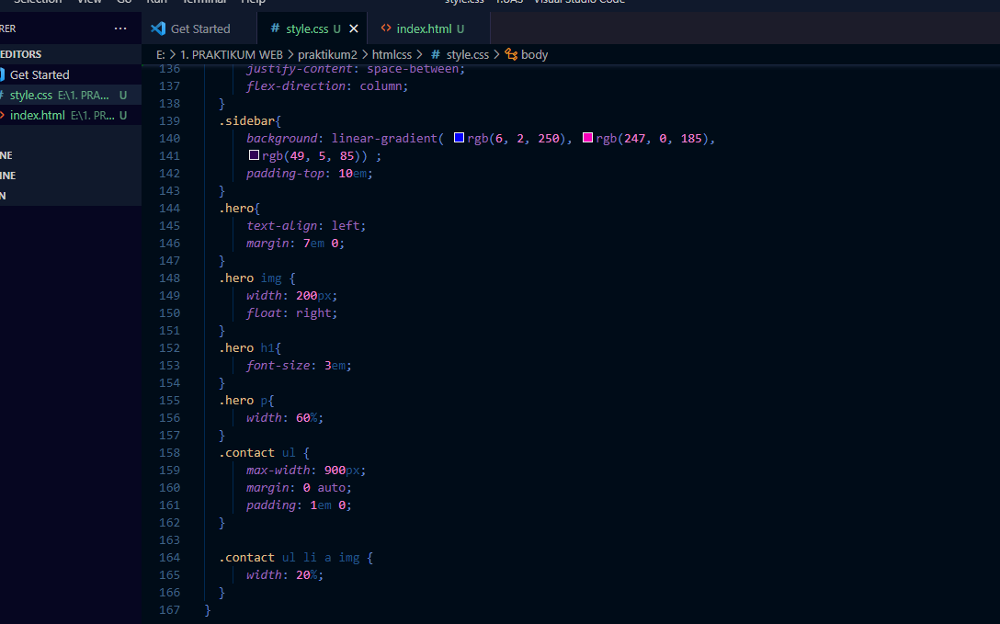 Selection View Go Run Terminal Help style.css - 1.UAS - Visual Studio Code
RER ···
Get Started
# style.css U ×
<> index.html U
EDITORS
Get Started
# style.css E:\1. PRA... U
> index.html E:\1. PR... U
NE
INE
N
E: > 1. PRAKTIKUM WEB > praktikum2 > htmlcss > # style.css > body
136 justify-content: space-between;
137 flex-direction: column;
138 }
139 .sidebar{
140 background: linear-gradient( rgb(6, 2, 250), rgb(247, 0, 185),
141 rgb(49, 5, 85)) ;
142 padding-top: 10em;
143 }
144 .hero{
145 text-align: left;
146 margin: 7em 0;
147 }
148 .hero img {
149 width: 200px;
150 float: right;
151 }
152 .hero h1{
153 font-size: 3em;
154 }
155 .hero p{
156 width: 60%;
157 }
158 .contact ul {
159 max-width: 900px;
160 margin: 0 auto;
161 padding: 1em 0;
162 }
163
164 .contact ul li a img {
165 width: 20%;
166 }
167 }